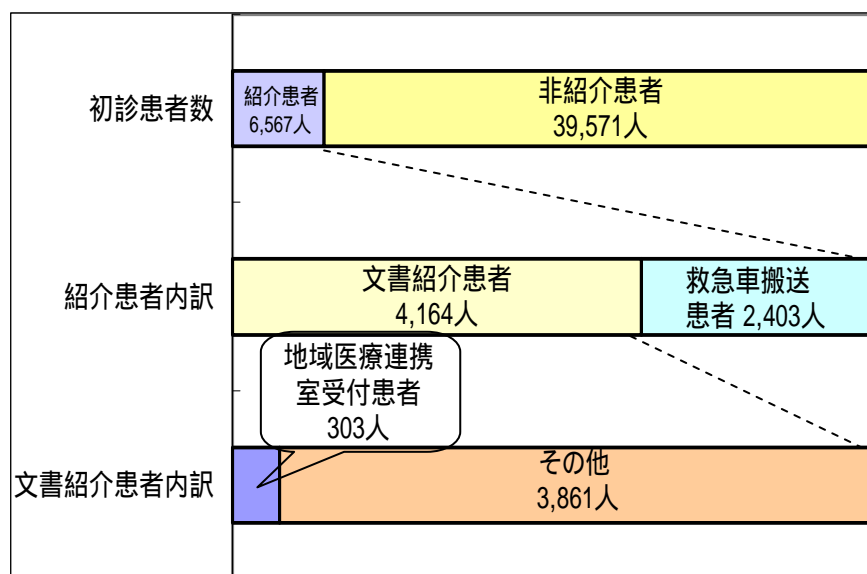 初診患者数
紹介患者
6,567人
非紹介患者
39,571人
紹介患者内訳
文書紹介患者
4,164人
救急車搬送
患者 2,403人
地域医療連携
室受付患者
303人
文書紹介患者内訳
その他
3,861人